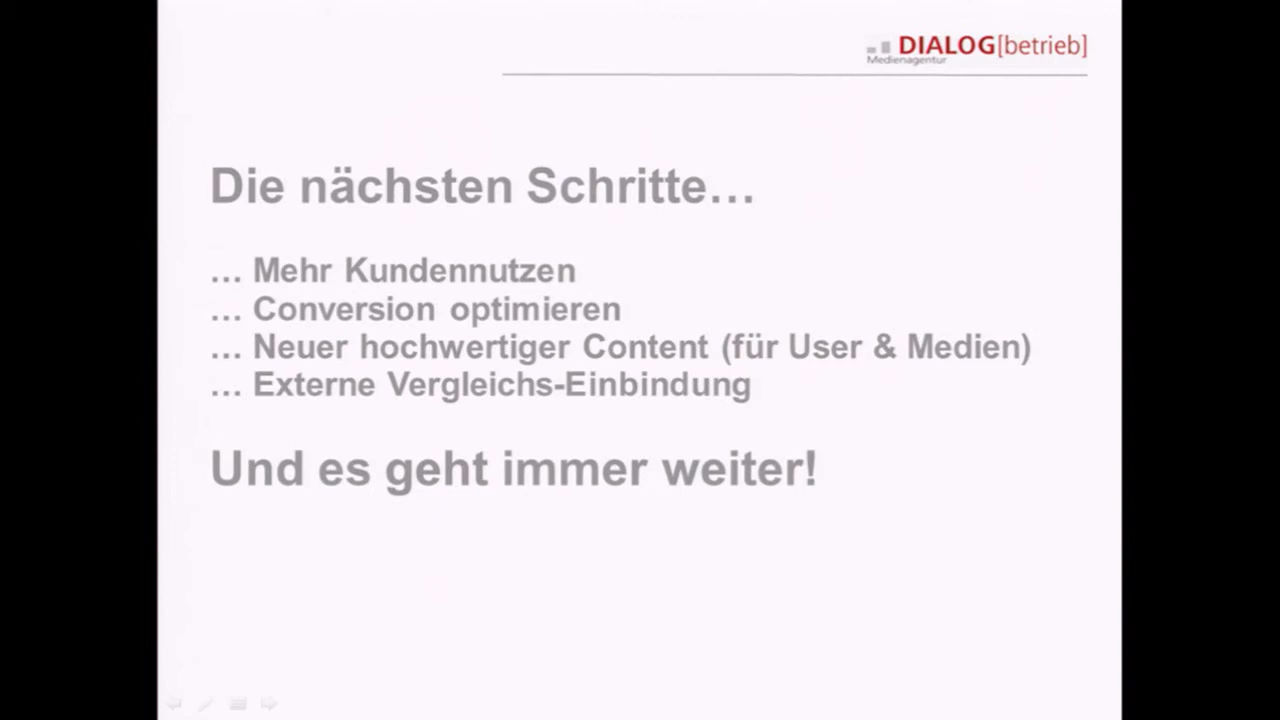 DIALOG[betrieb]
Medienagentur
Die nächsten Schritte…
… Mehr Kundennutzen
… Conversion optimieren
… Neuer hochwertiger Content (für User & Medien)
… Externe Vergleichs-Einbindung
Und es geht immer weiter!